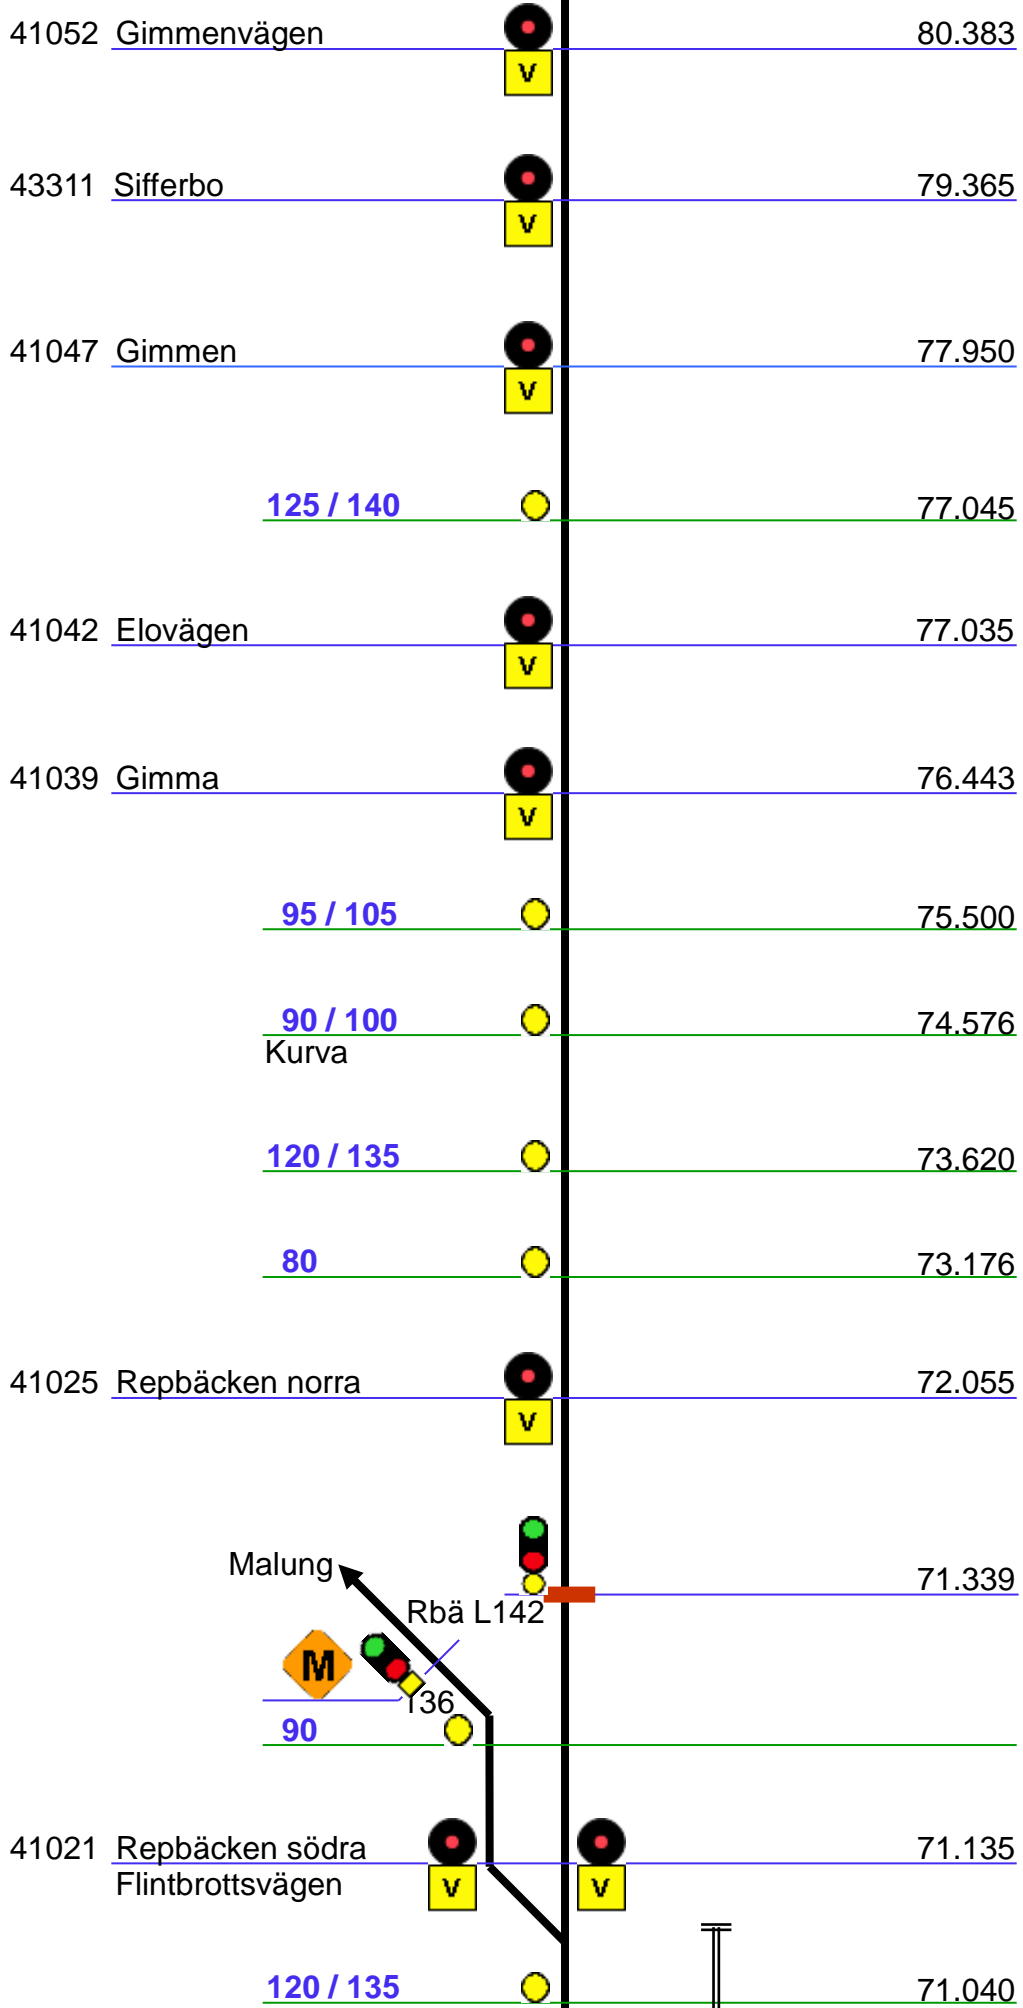 41052 Gimmenvägen 80.383
V
43311 Sifferbo 79.365
V
41047 Gimmen 77.950
V
125 / 140 77.045
41042 Elovägen 77.035
V
41039 Gimma 76.443
V
95 / 105 75.500
90 / 100 74.576
Kurva
120 / 135 73.620
80 73.176
41025 Repbäcken norra 72.055
V
Malung 71.339
Rbä L142
M
136
90
41021 Repbäcken södra 71.135
Flintbrottsvägen V V
120 / 135 71.040